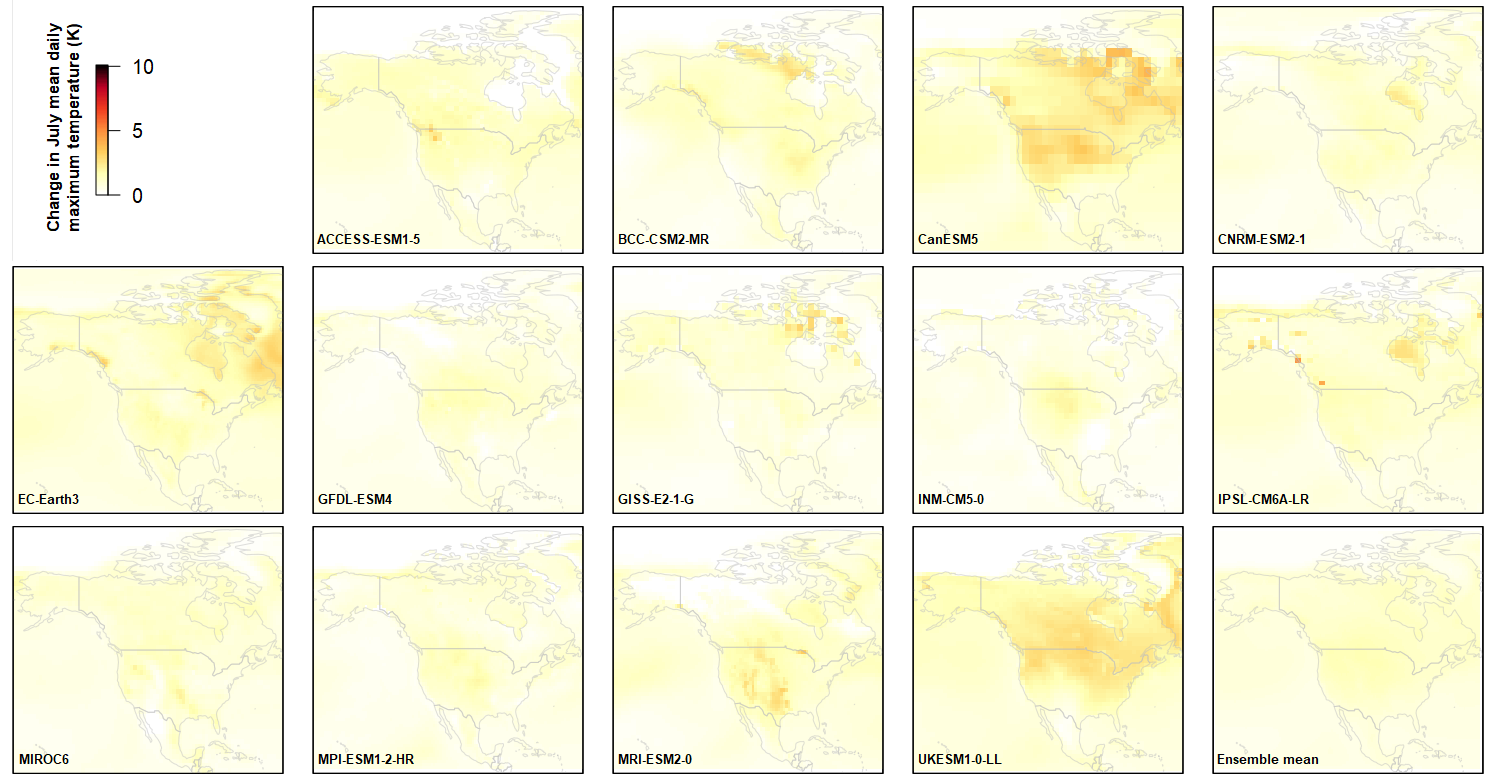 Change in July mean daily
maximum temperature (K)
10
5
0
ACCESS-ESM1-5
BCC-CSM2-MR
CanESM5
CNRM-ESM2-1
EC-Earth3
GFDL-ESM4
GISS-E2-1-G
INM-CM5-0
IPSL-CM6A-LR
MIROC6
MPI-ESM1-2-HR
MRI-ESM2-0
UKESM1-0-LL
Ensemble mean